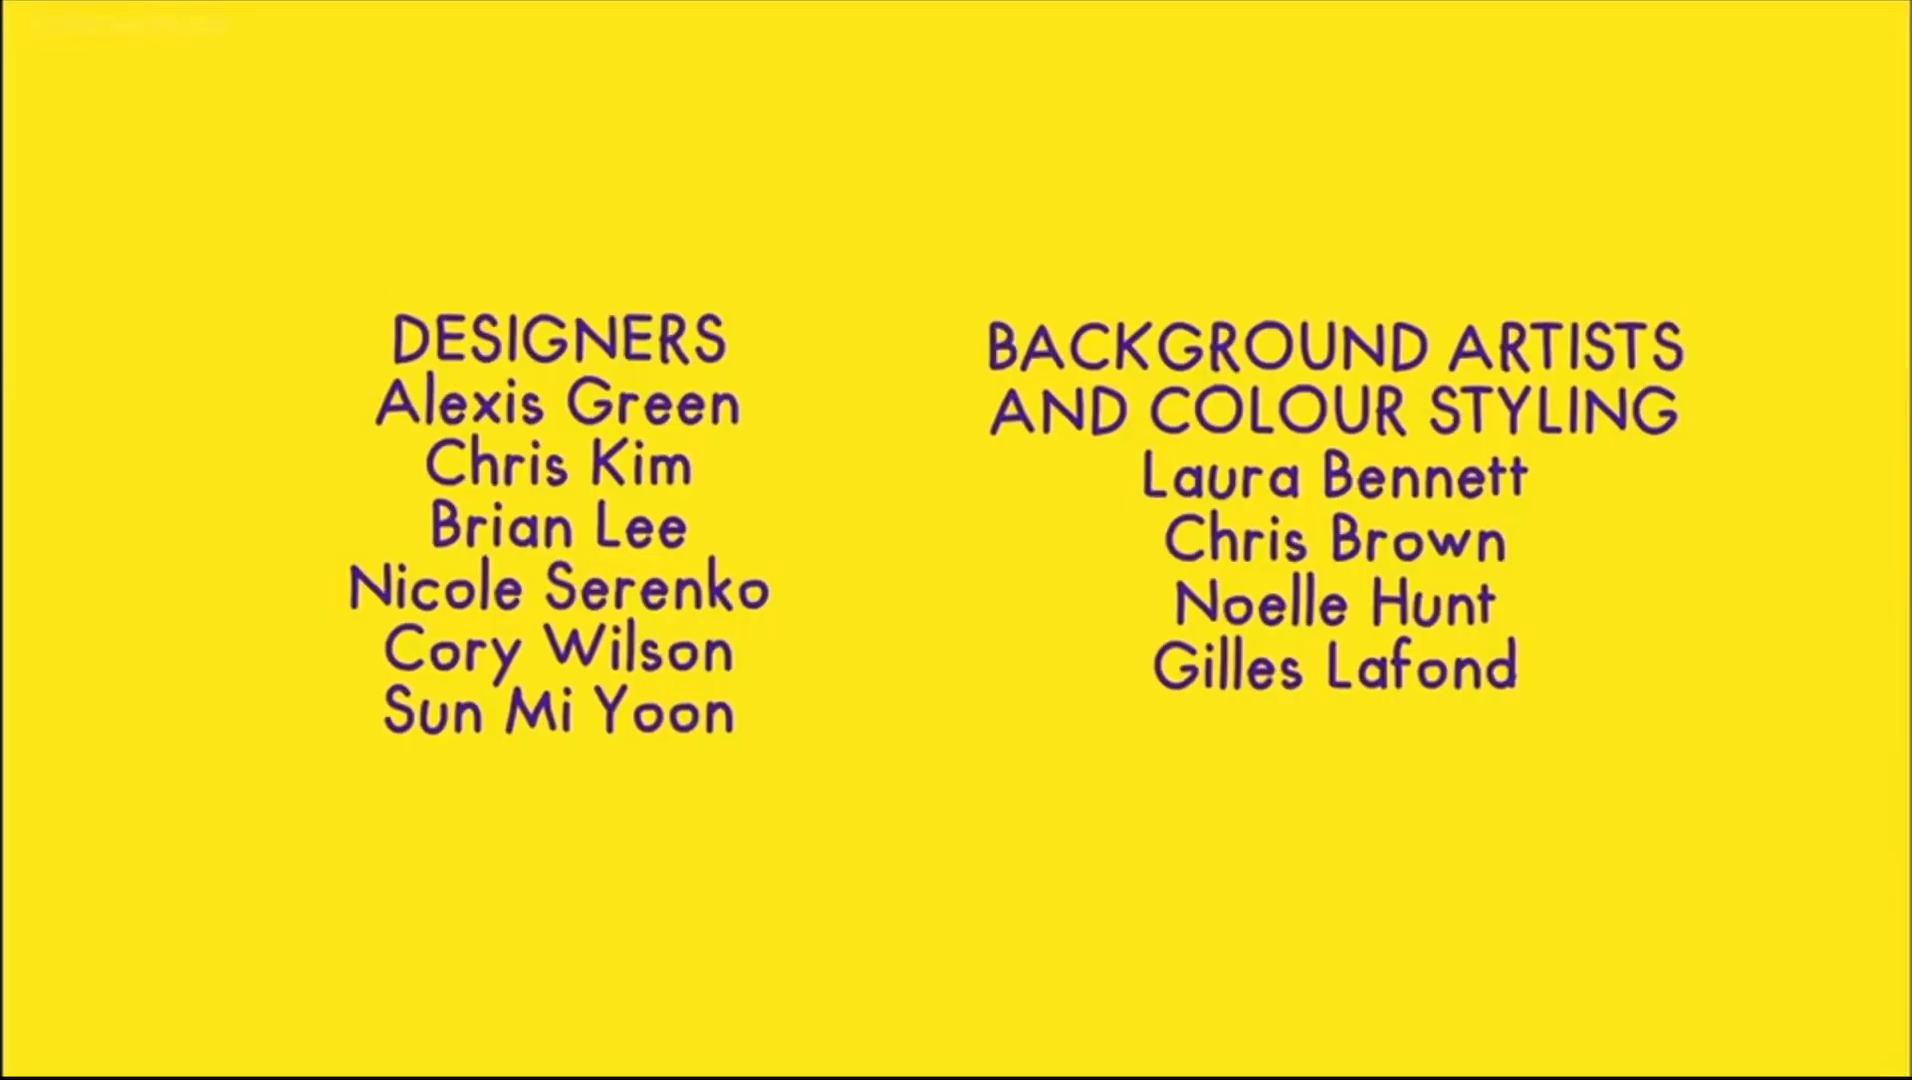 DESIGNERS
Alexis Green
Chris Kim
Brian Lee
Nicole Serenko
Cory Wilson
Sun Mi Yoon
BACKGROUND ARTISTS
AND COLOUR STYLING
Laura Bennett
Chris Brown
Noelle Hunt
Gilles Lafond